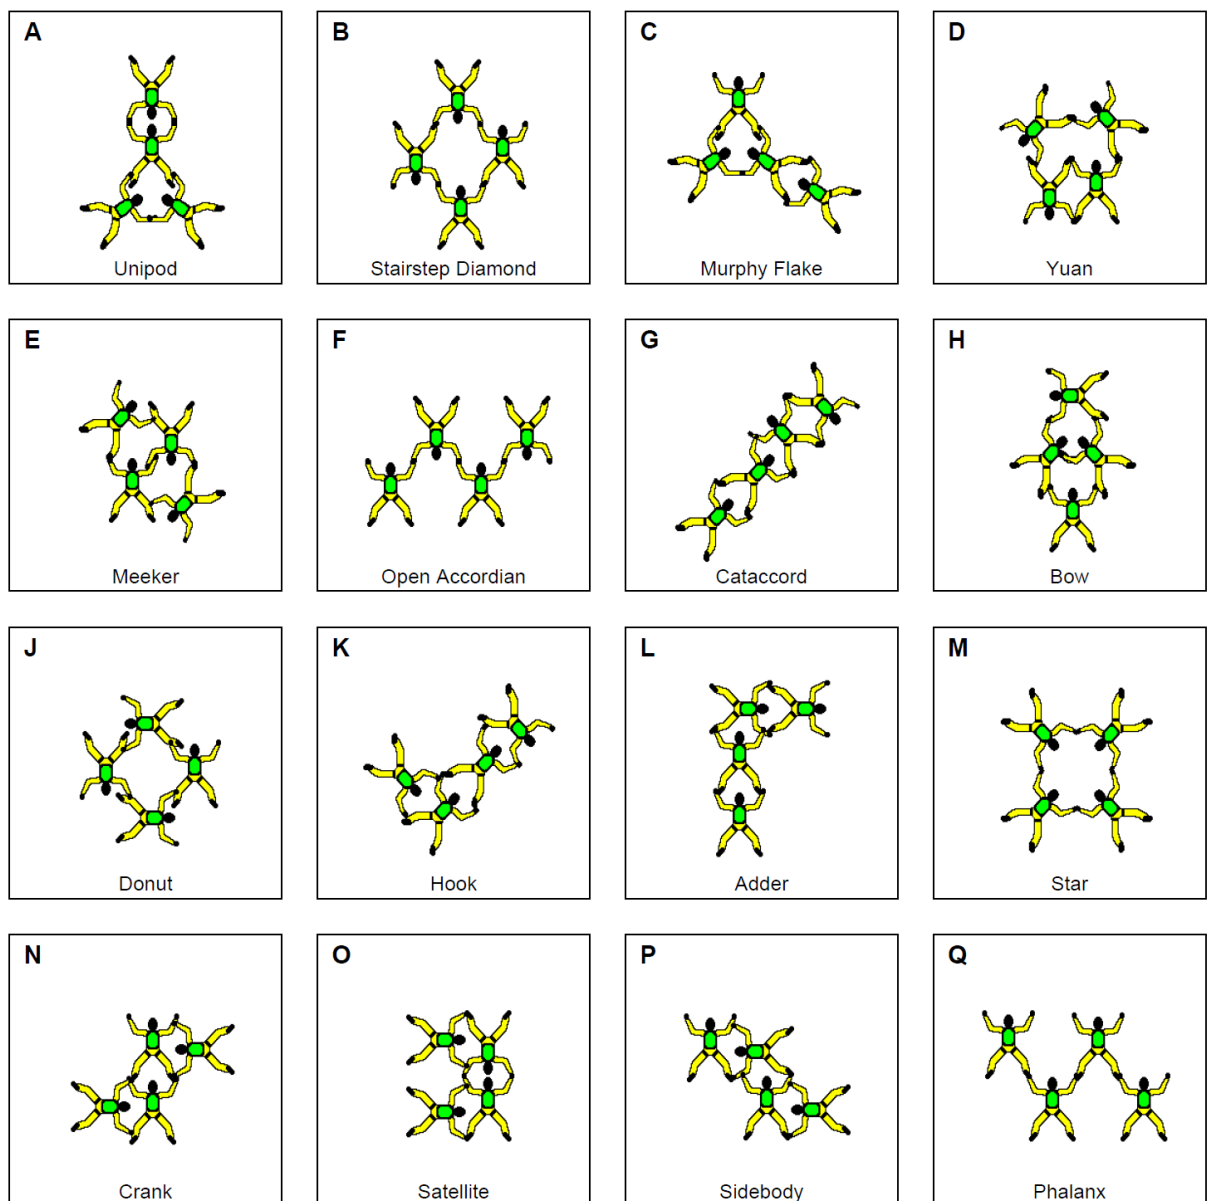 A
Unipod
B
Stairstep Diamond
C
Murphy Flake
D
Yuan
E
Meeker
F
Open Accordian
G
Cataccord
H
Bow
J
Donut
K
Hook
L
Adder
M
Star
N
Crank
O
Satellite
P
Sidebody
Q
Phalanx